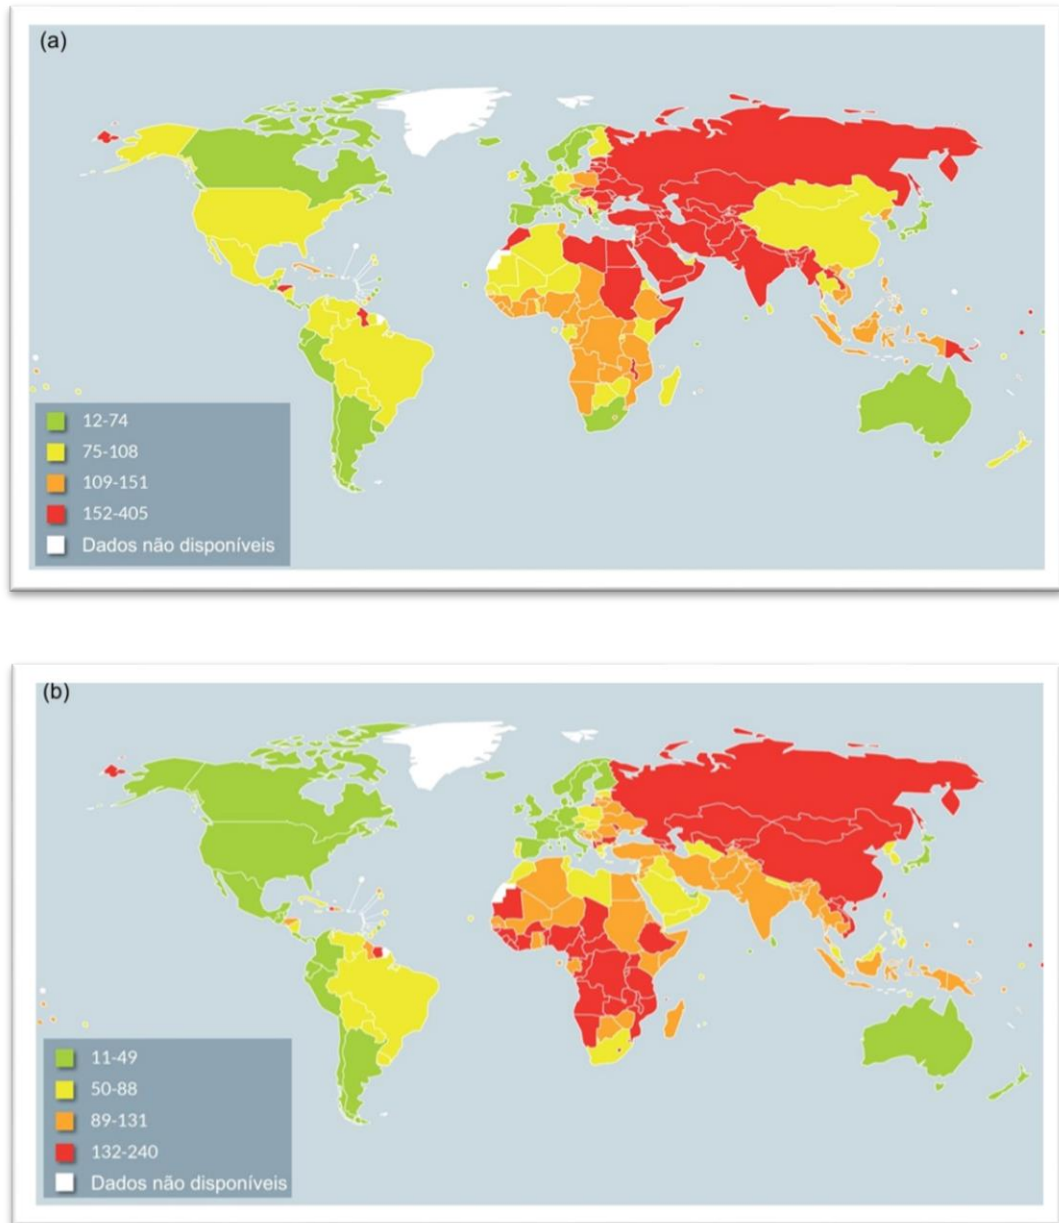 (a)
12-74
75-108
109-151
152-405
Dados não disponíveis
(b)
11-49
50-88
89-131
132-240
Dados não disponíveis